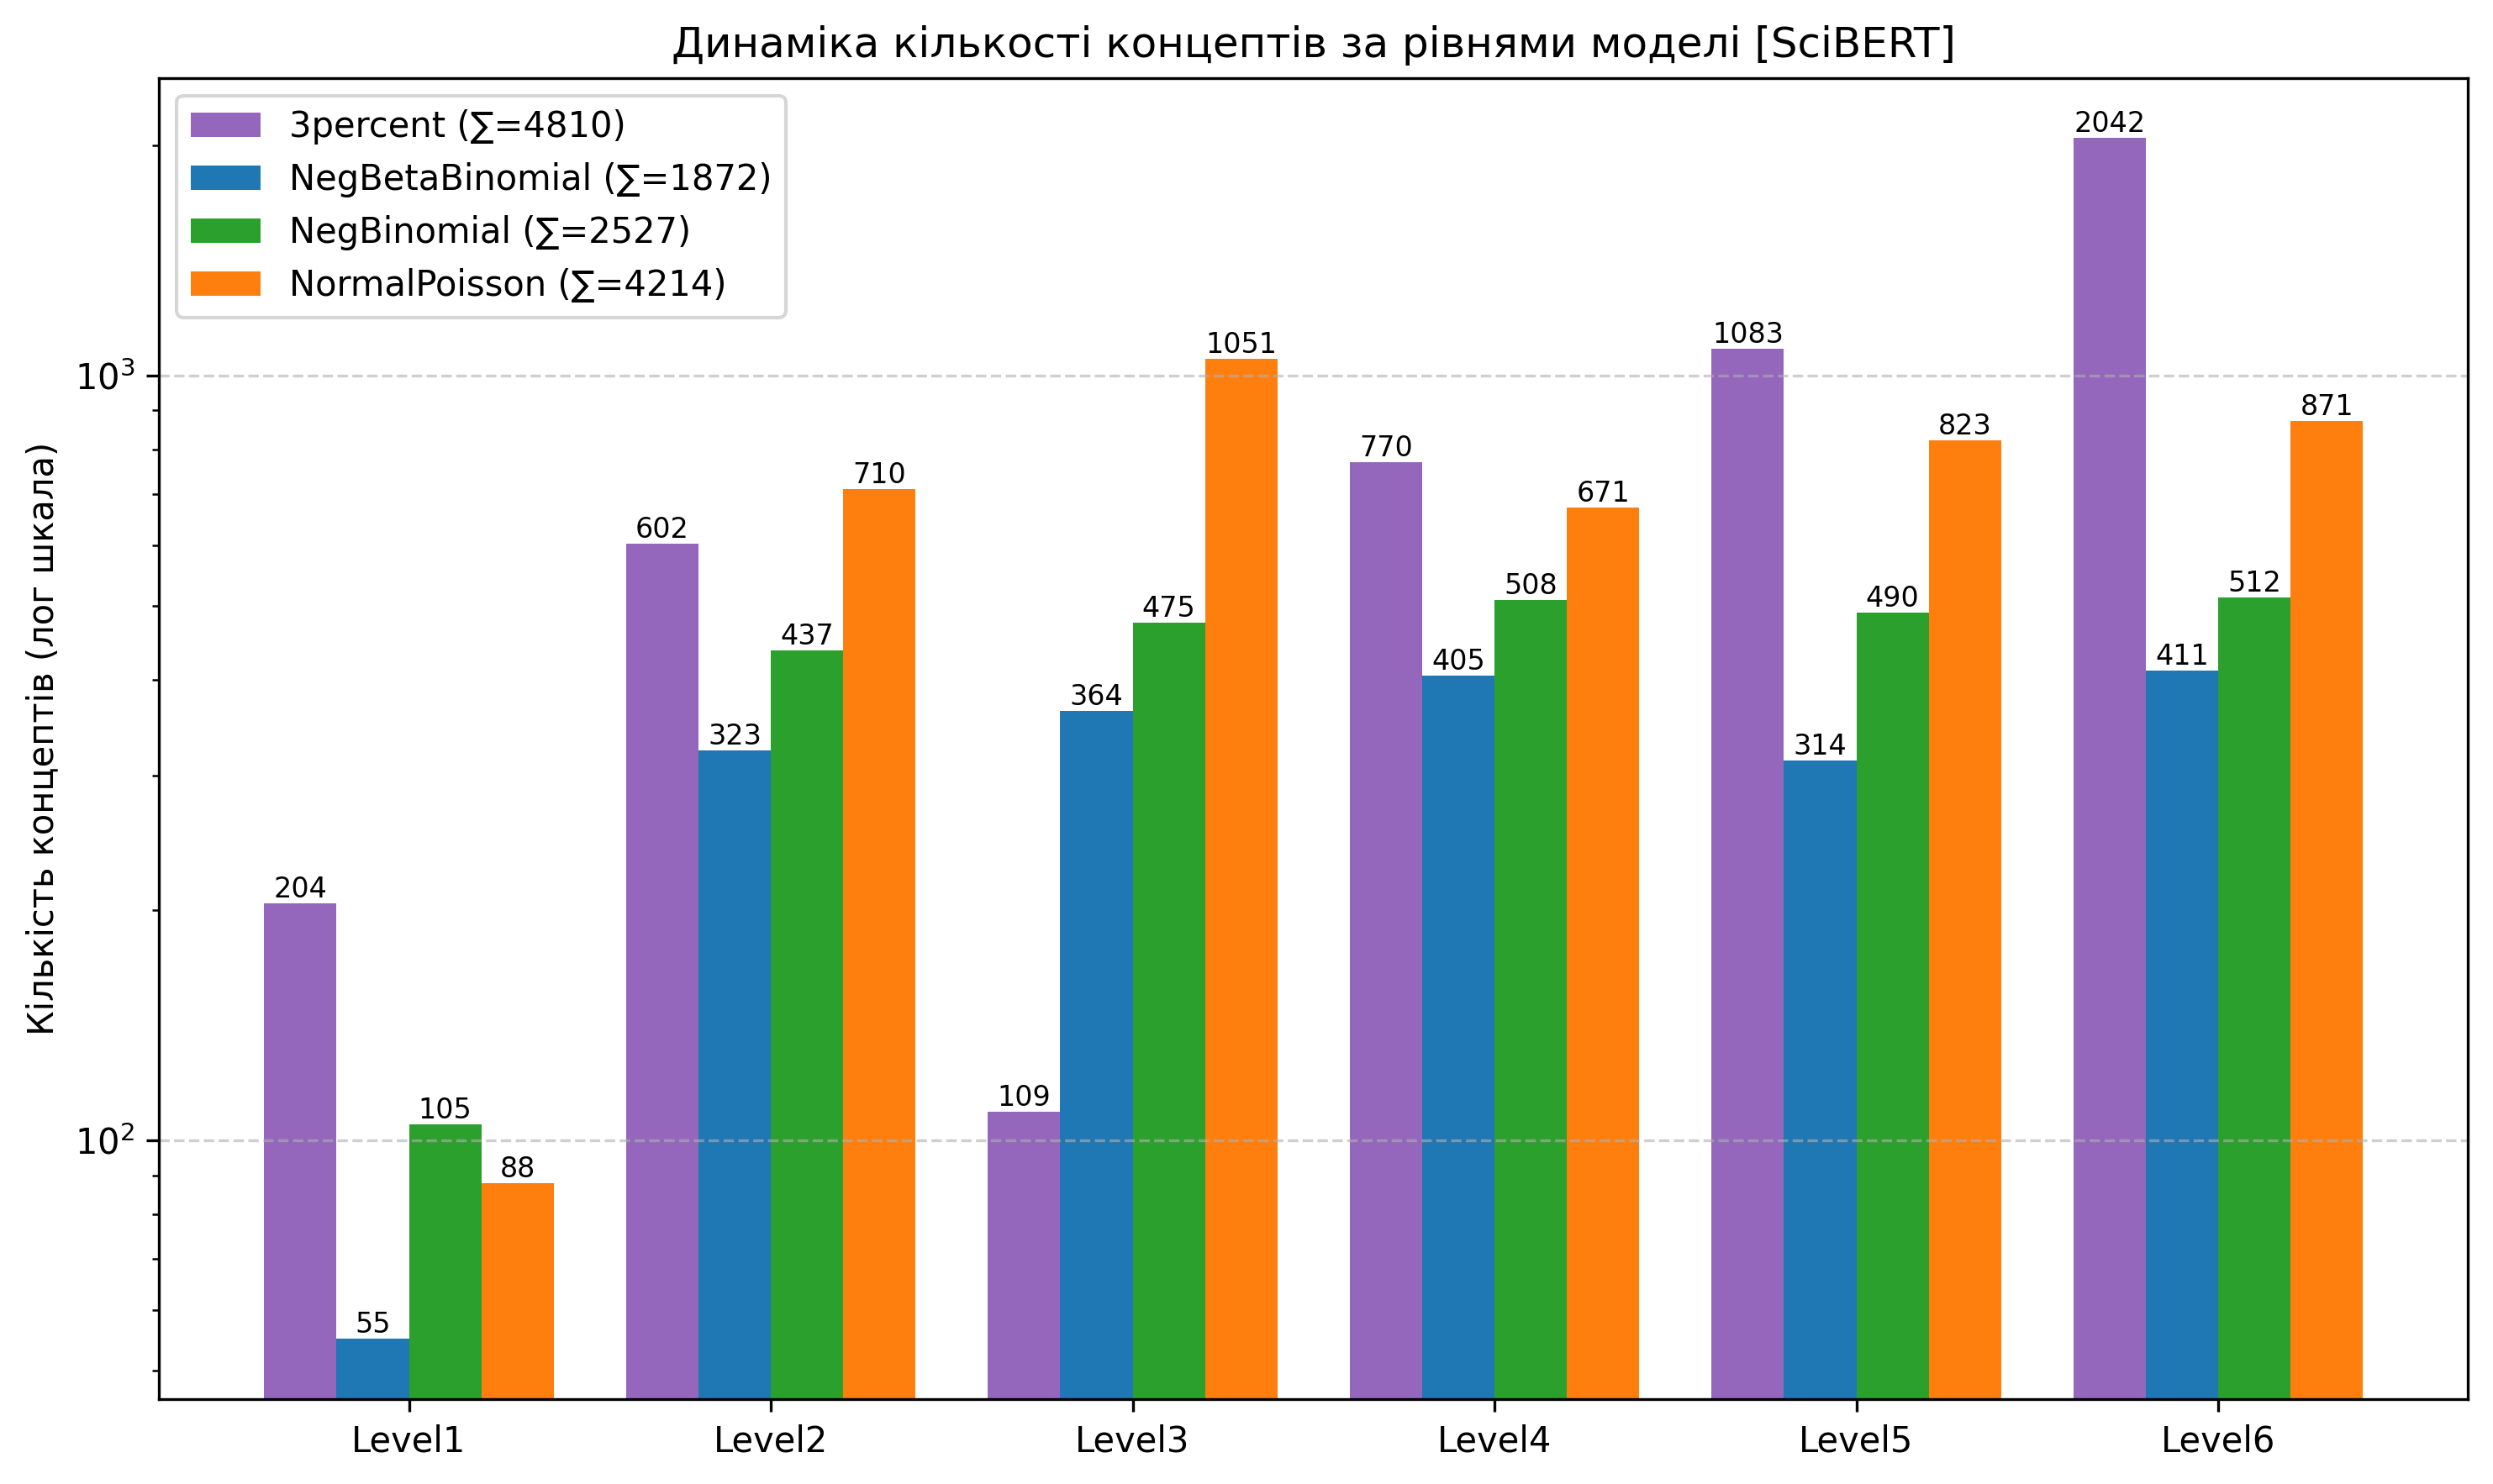 Динаміка кількості концептів за рівнями моделі [SciBERT]
3percent (∑=4810)
NegBetaBinomial (∑=1872)
NegBinomial (∑=2527)
NormalPoisson (∑=4214)
Кількість концептів (лог шкала)
10³
10²
204
55
105
88
602
323
437
710
109
364
475
1051
770
405
508
671
1083
314
490
823
2042
411
512
871
Level1
Level2
Level3
Level4
Level5
Level6